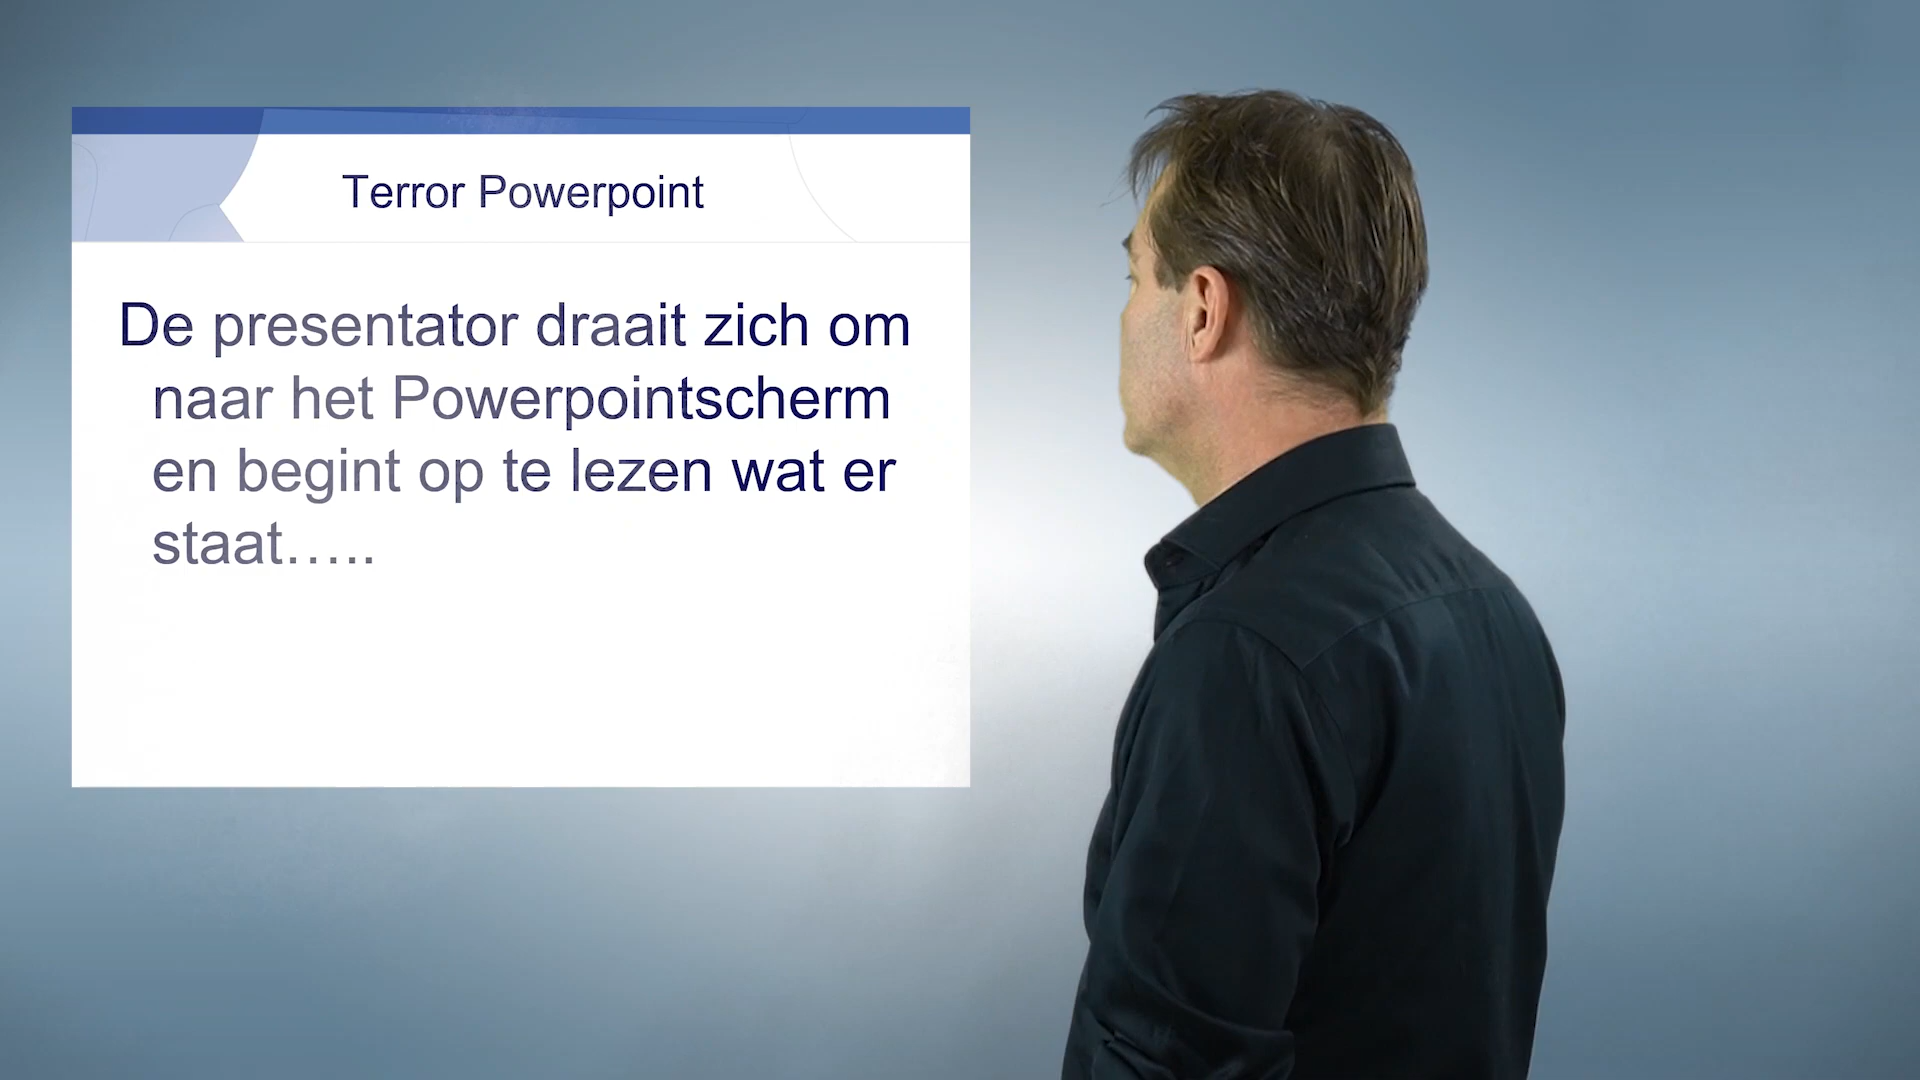 Terror Powerpoint
De presentator draait zich om
naar het Powerpointscherm
en begint op te lezen wat er
staat…..